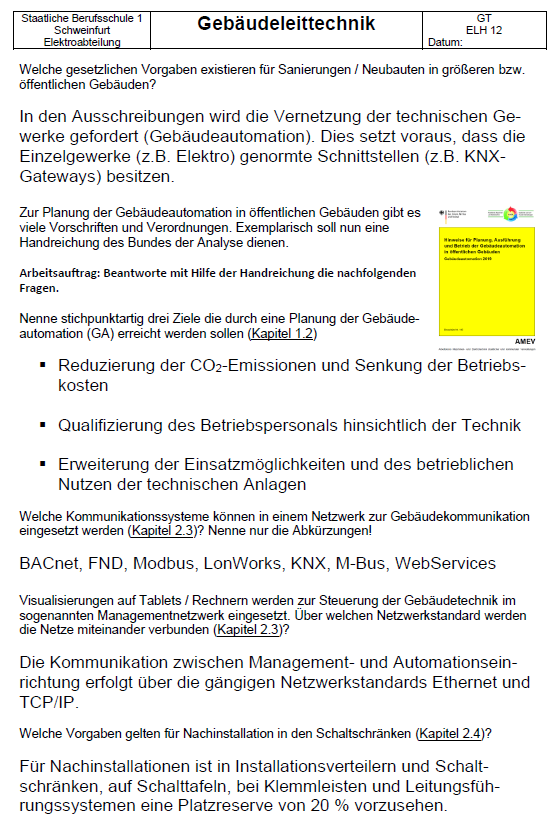 Staatliche Berufsschule 1
Schweinfurt
Elektroabteilung
Gebäudeleittechnik
GT
ELH 12
Datum:
Welche gesetzlichen Vorgaben existieren für Sanierungen / Neubauten in größeren bzw.
öffentlichen Gebäuden?
In den Ausschreibungen wird die Vernetzung der technischen Ge-
werke gefordert (Gebäudeautomation). Dies setzt voraus, dass die
Einzelgewerke (z.B. Elektro) genormte Schnittstellen (z.B. KNX-
Gateways) besitzen.
Zur Planung der Gebäudeautomation in öffentlichen Gebäuden gibt es
viele Vorschriften und Verordnungen. Exemplarisch soll nun eine
Handreichung des Bundes der Analyse dienen.
Arbeitsauftrag: Beantworte mit Hilfe der Handreichung die nachfolgenden
Fragen.
Hinweise für Planung, Ausführung
und Betrieb der Gebäudeautomation
in öffentlichen Gebäuden
AMEV
Nenne stichpunktartig drei Ziele die durch eine Planung der Gebäude-
automation (GA) erreicht werden sollen (Kapitel 1.2)
▪ Reduzierung der CO₂-Emissionen und Senkung der Betriebs-
kosten
▪ Qualifizierung des Betriebspersonals hinsichtlich der Technik
▪ Erweiterung der Einsatzmöglichkeiten und des betrieblichen
Nutzen der technischen Anlagen
Welche Kommunikationssysteme können in einem Netzwerk zur Gebäudekommunikation
eingesetzt werden (Kapitel 2.3)? Nenne nur die Abkürzungen!
BACnet, FND, Modbus, LonWorks, KNX, M-Bus, WebServices
Visualisierungen auf Tablets / Rechnern werden zur Steuerung der Gebäudetechnik im
sogenannten Managementnetzwerk eingesetzt. Über welchen Netzwerkstandard werden
die Netze miteinander verbunden (Kapitel 2.3)?
Die Kommunikation zwischen Management- und Automationsein-
richtung erfolgt über die gängigen Netzwerkstandards Ethernet und
TCP/IP.
Welche Vorgaben gelten für Nachinstallation in den Schaltschränken (Kapitel 2.4)?
Für Nachinstallationen ist in Installationsverteilern und Schalt-
schränken, auf Schalttafeln, bei Klemmleisten und Leitungsfüh-
rungssystemen eine Platzreserve von 20 % vorzusehen.